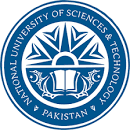 NATIONAL UNIVERSITY OF SCIENCES & TECHNOLOGY
★ PAKISTAN ★